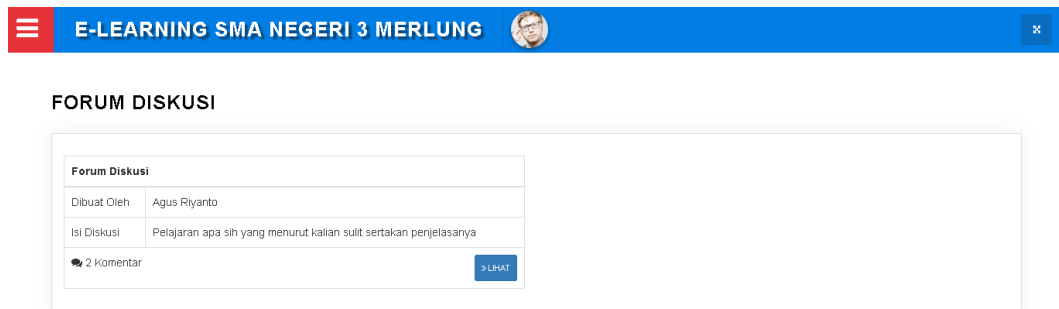 E-LEARNING SMA NEGERI 3 MERLUNG
FORUM DISKUSI
Forum Diskusi
Dibuat Oleh Agus Riyanto
Isi Diskusi Pelajaran apa sih yang menurut kalian sulit sertakan penjelasanya
2 Komentar » LIHAT